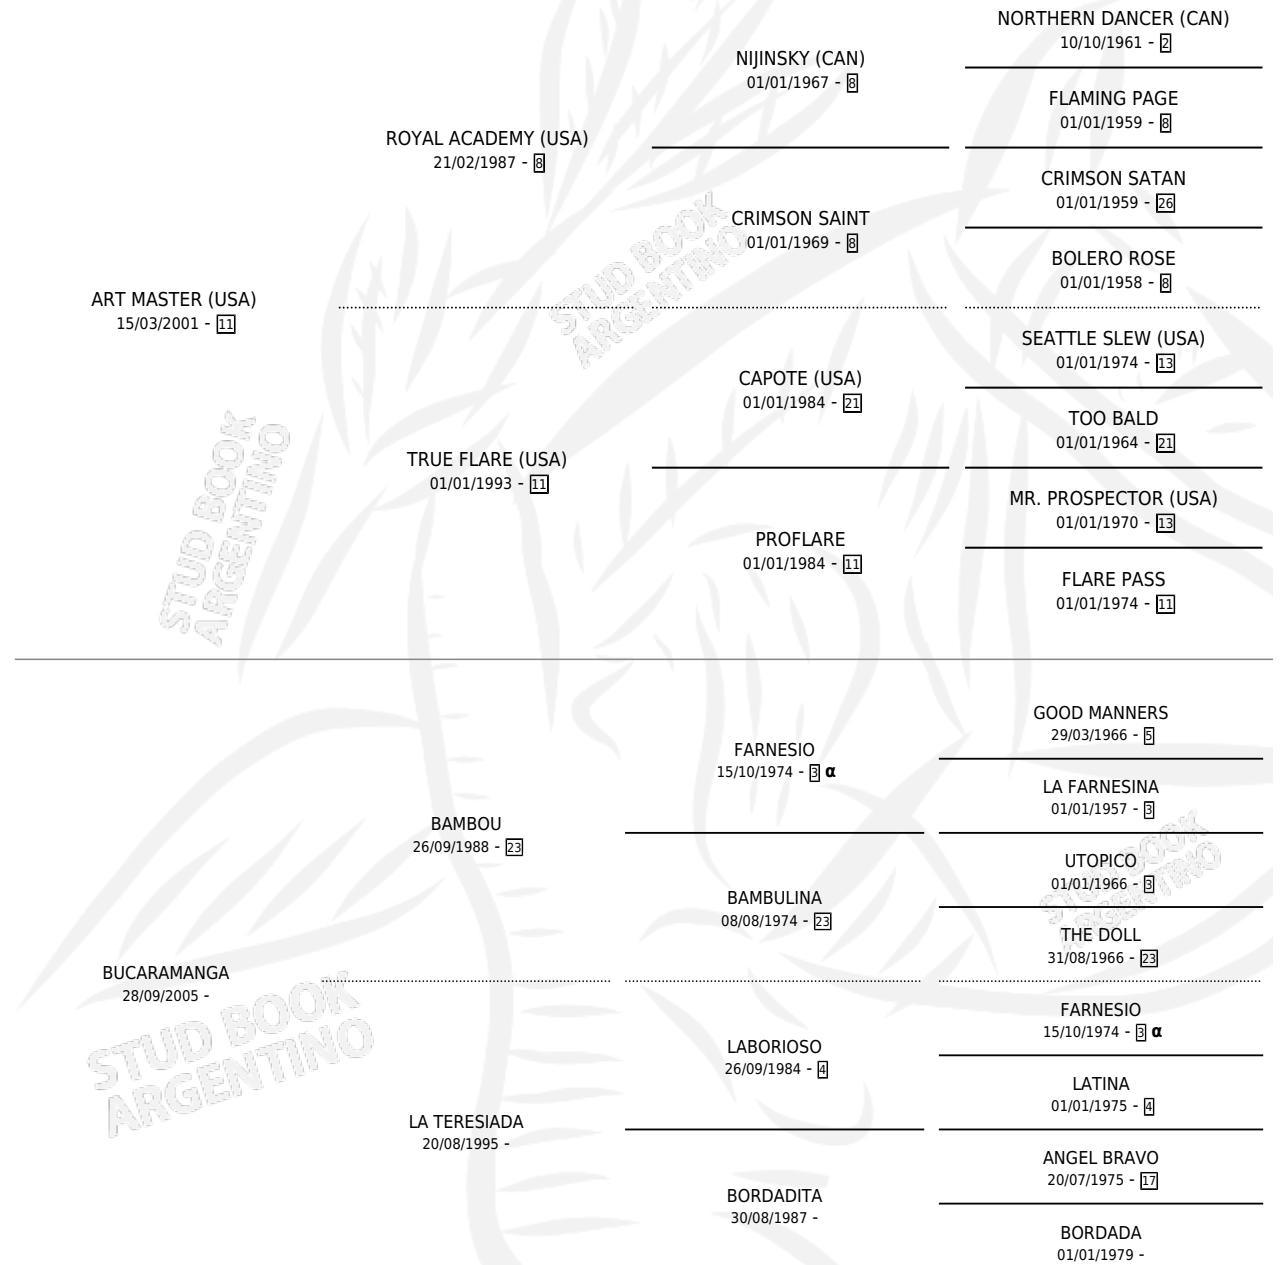 NORTHERN DANCER (CAN)
10/10/1961 - 2
NIJINSKY (CAN)
01/01/1967 - 8
FLAMING PAGE
01/01/1959 - 8
ROYAL ACADEMY (USA)
21/02/1987 - 8
CRIMSON SATAN
01/01/1959 - 26
CRIMSON SAINT
01/01/1969 - 8
BOLERO ROSE
01/01/1958 - 8
ART MASTER (USA)
15/03/2001 - 11
SEATTLE SLEW (USA)
01/01/1974 - 13
CAPOTE (USA)
01/01/1984 - 21
TOO BALD
01/01/1964 - 21
TRUE FLARE (USA)
01/01/1993 - 11
MR. PROSPECTOR (USA)
01/01/1970 - 13
PROFLARE
01/01/1984 - 11
FLARE PASS
01/01/1974 - 11
GOOD MANNERS
29/03/1966 - 5
FARNESIO
15/10/1974 - 3 α
LA FARNESINA
01/01/1957 - 3
BAMBOU
26/09/1988 - 23
UTOPICO
01/01/1966 - 3
BAMBULINA
08/08/1974 - 23
THE DOLL
31/08/1966 - 23
BUCARAMANGA
28/09/2005 -
FARNESIO
15/10/1974 - 3 α
LABORIOSO
26/09/1984 - 4
LATINA
01/01/1975 - 4
LA TERESIADA
20/08/1995 -
ANGEL BRAVO
20/07/1975 - 17
BORDADITA
30/08/1987 -
BORDADA
01/01/1979 -
STUD BOOK
ARGENTINO
STUD BOOK
ARGENTINO
STUD BOOK
ARGENTINO
STUD BOOK
ARGENTINO